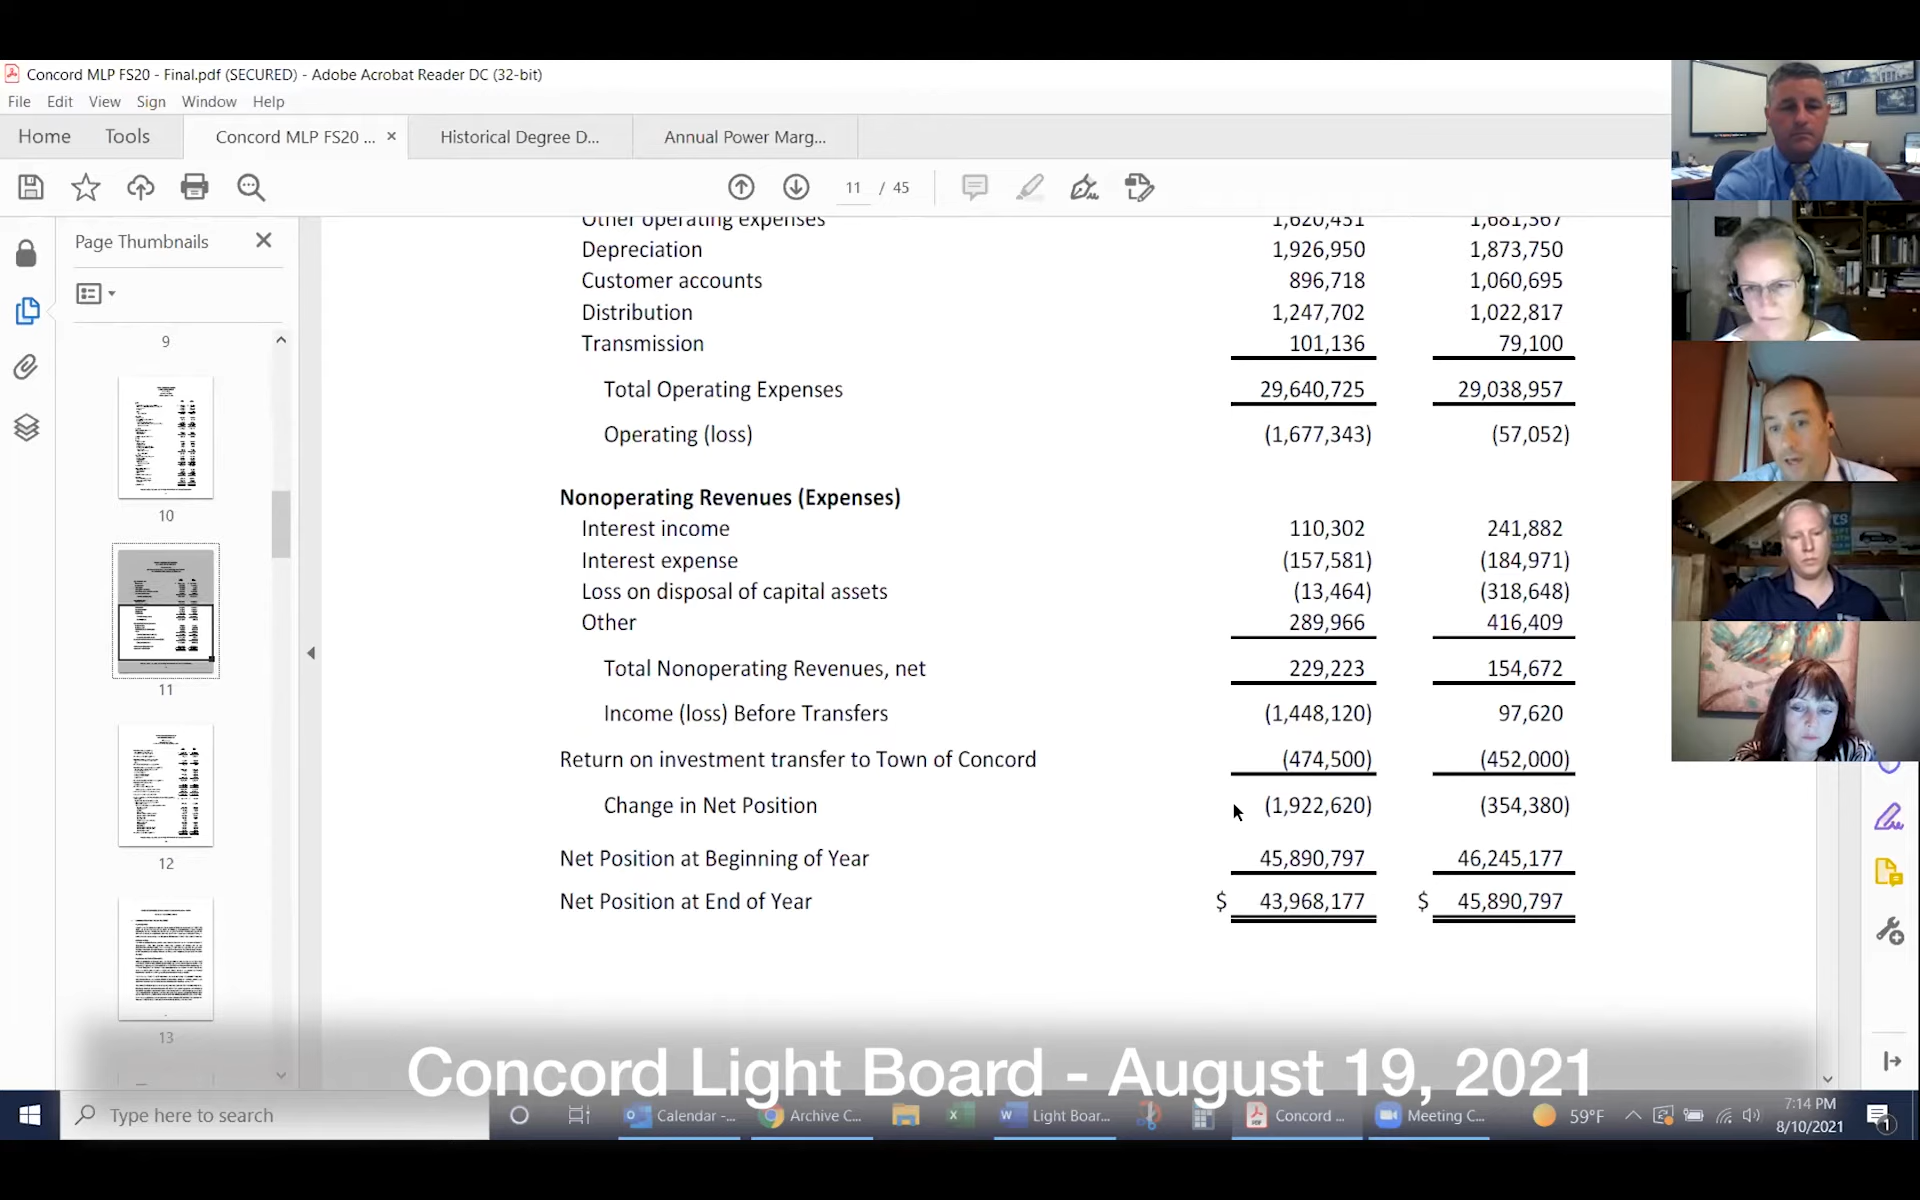 Concord MLP FS20 - Final.pdf (SECURED) - Adobe Acrobat Reader DC (32-bit)
File Edit View Sign Window Help
Home Tools Concord MLP FS20 ... × Historical Degree D... Annual Power Marg...
11 / 45
Page Thumbnails
9
10
11
12
13
Other operating expenses 1,620,451 1,681,367
Depreciation 1,926,950 1,873,750
Customer accounts 896,718 1,060,695
Distribution 1,247,702 1,022,817
Transmission 101,136 79,100
Total Operating Expenses 29,640,725 29,038,957
Operating (loss) (1,677,343) (57,052)
Nonoperating Revenues (Expenses)
Interest income 110,302 241,882
Interest expense (157,581) (184,971)
Loss on disposal of capital assets (13,464) (318,648)
Other 289,966 416,409
Total Nonoperating Revenues, net 229,223 154,672
Income (loss) Before Transfers (1,448,120) 97,620
Return on investment transfer to Town of Concord (474,500) (452,000)
Change in Net Position (1,922,620) (354,380)
Net Position at Beginning of Year 45,890,797 46,245,177
Net Position at End of Year $ 43,968,177 $ 45,890,797
Concord Light Board - August 19, 2021
Type here to search Calendar -... Archive C... Light Boar... Concord ... Meeting C... 59°F 7:14 PM
8/10/2021
1